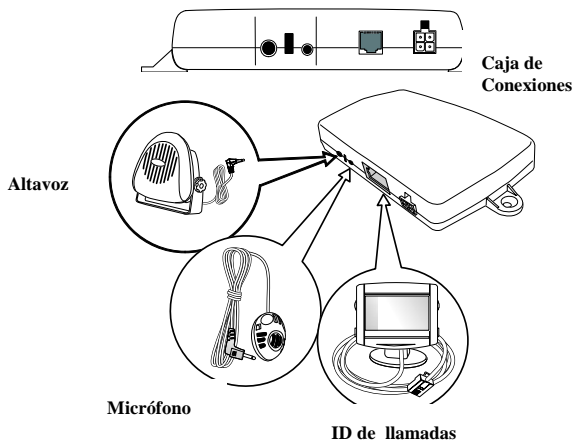 Caja de
Conexiones
Altavoz
Micrófono
ID de llamadas